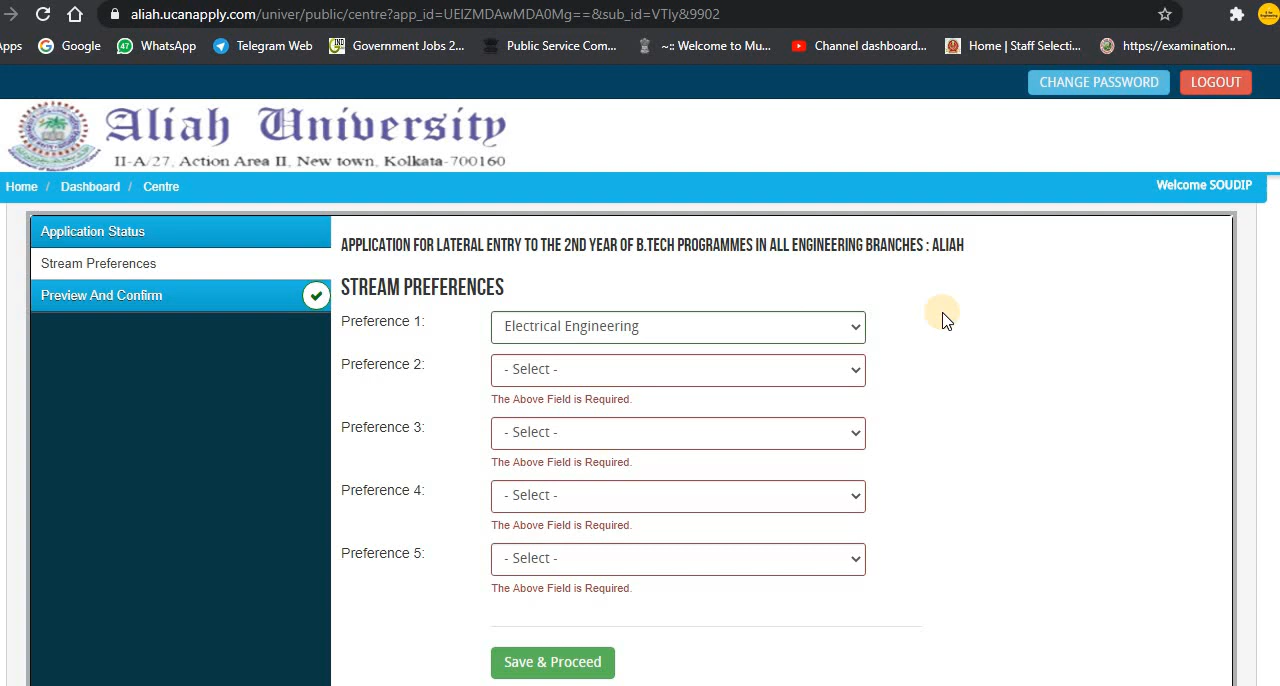 aliah.ucanapply.com/univer/public/centre?app_id=UElZMDAwMDA0Mg==&sub_id=VTIy&9902
pps Google WhatsApp Telegram Web Government Jobs 2... Public Service Com... ~:: Welcome to Mu... Channel dashboard... Home | Staff Selecti... https://examination...
CHANGE PASSWORD LOGOUT
Aliah University
II-A/27, Action Area II, New town, Kolkata-700160
Home / Dashboard / Centre Welcome SOUDIP
Application Status
Stream Preferences
Preview And Confirm
APPLICATION FOR LATERAL ENTRY TO THE 2ND YEAR OF B.TECH PROGRAMMES IN ALL ENGINEERING BRANCHES : ALIAH
STREAM PREFERENCES
Preference 1: Electrical Engineering
Preference 2: - Select -
The Above Field is Required.
Preference 3: - Select -
The Above Field is Required.
Preference 4: - Select -
The Above Field is Required.
Preference 5: - Select -
The Above Field is Required.
Save & Proceed